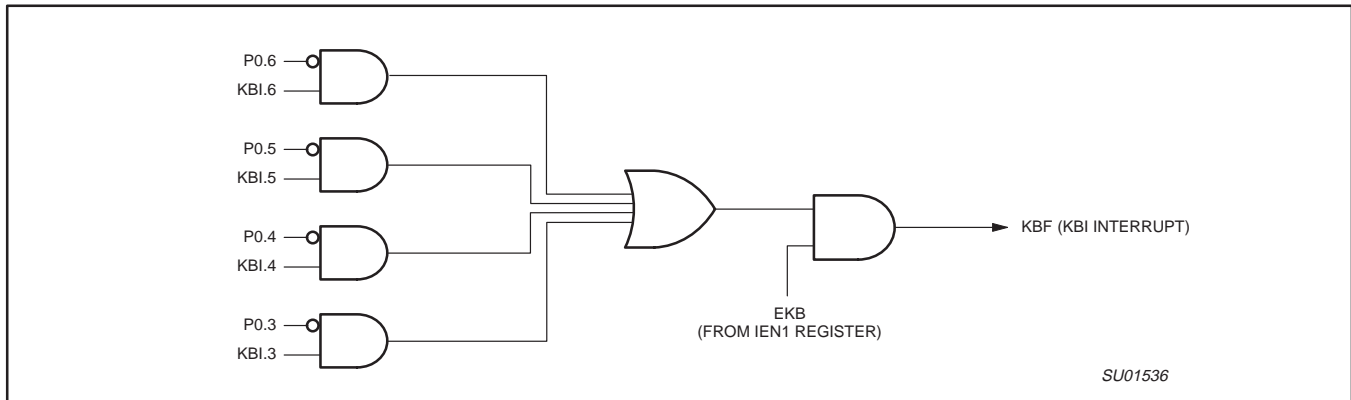 P0.6
KBI.6
P0.5
KBI.5
P0.4
KBI.4
P0.3
KBI.3
KBF (KBI INTERRUPT)
EKB
(FROM IEN1 REGISTER)
SU01536